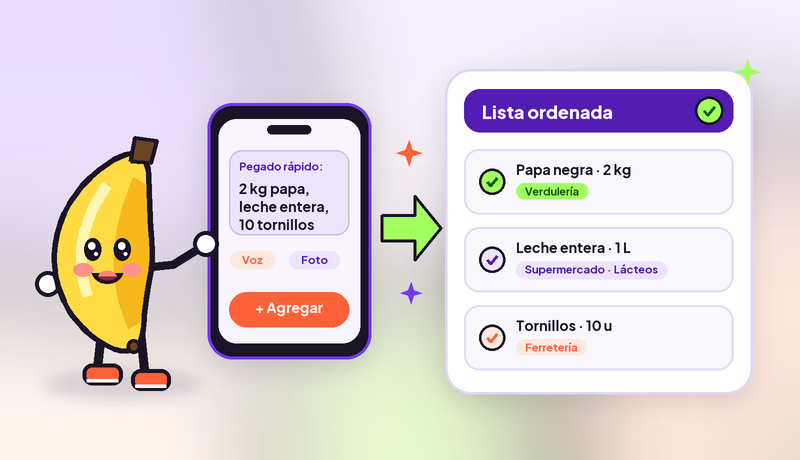 Pegado rápido:
2 kg papa,
leche entera,
10 tornillos
Voz
Foto
+ Agregar
Lista ordenada
Papa negra · 2 kg
Verdulería
Leche entera · 1 L
Supermercado · Lácteos
Tornillos · 10 u
Ferretería